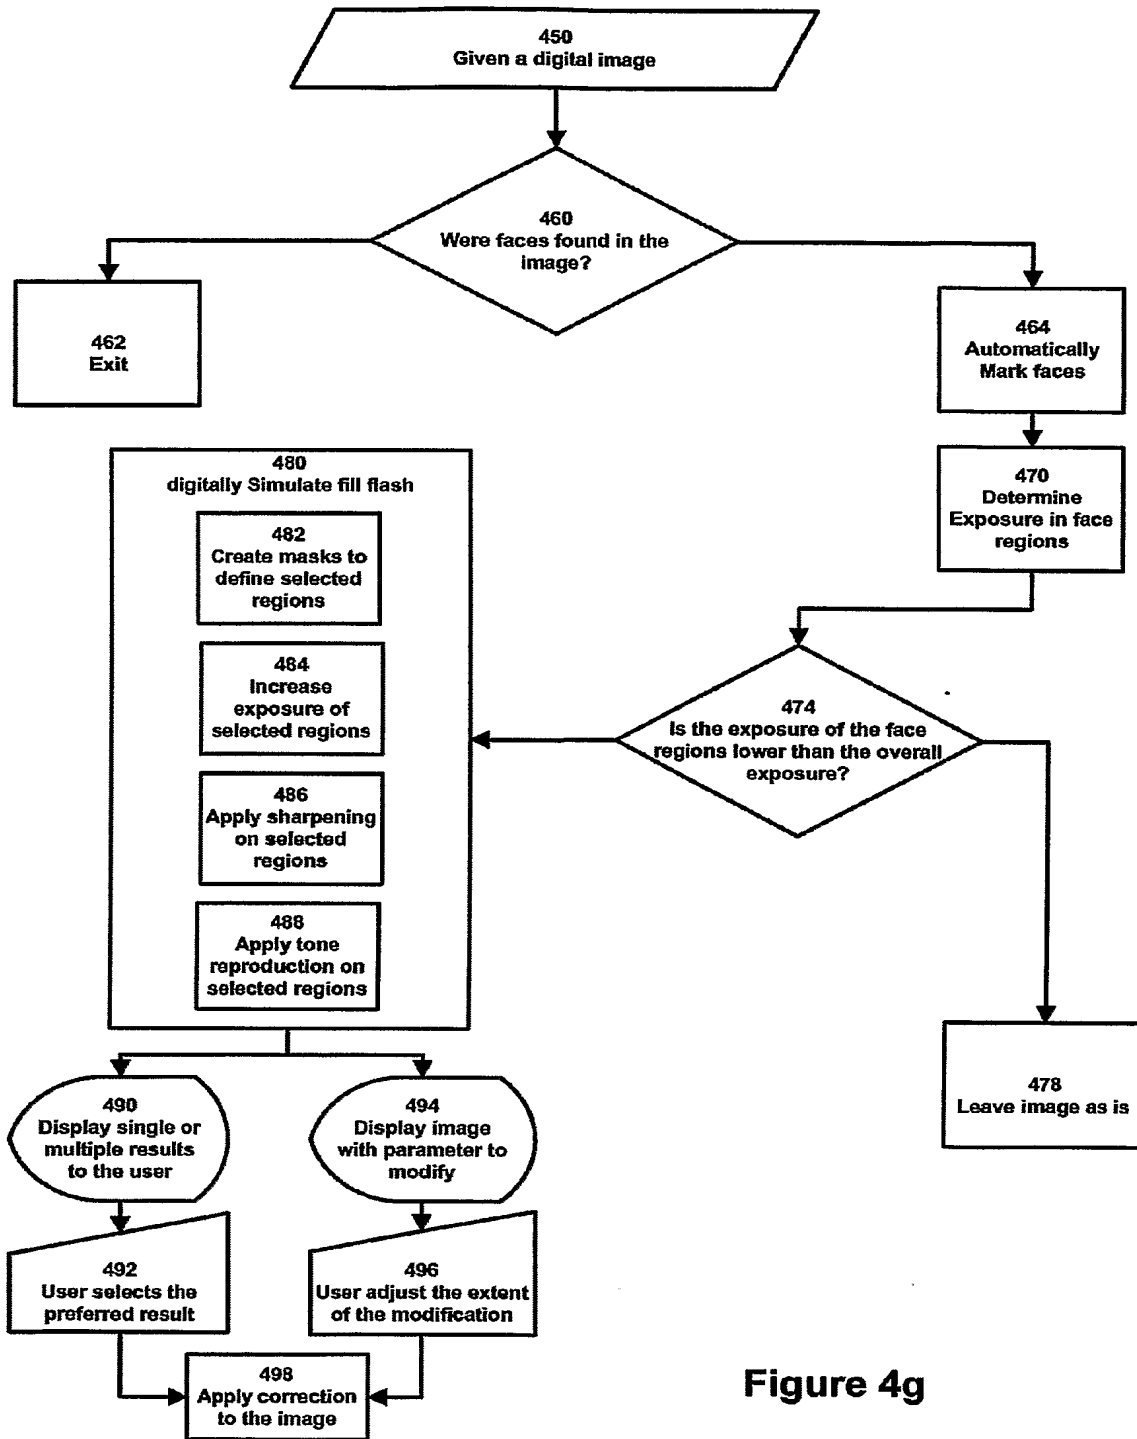 450
Given a digital image
460
Were faces found in the
image?
462
Exit
464
Automatically
Mark faces
470
Determine
Exposure in face
regions
474
Is the exposure of the face
regions lower than the overall
exposure?
478
Leave image as is
480
digitally Simulate fill flash
482
Create masks to
define selected
regions
484
Increase
exposure of
selected regions
486
Apply sharpening
on selected
regions
488
Apply tone
reproduction on
selected regions
490
Display single or
multiple results
to the user
494
Display image
with parameter to
modify
492
User selects the
preferred result
496
User adjust the extent
of the modification
498
Apply correction
to the image
Figure 4g